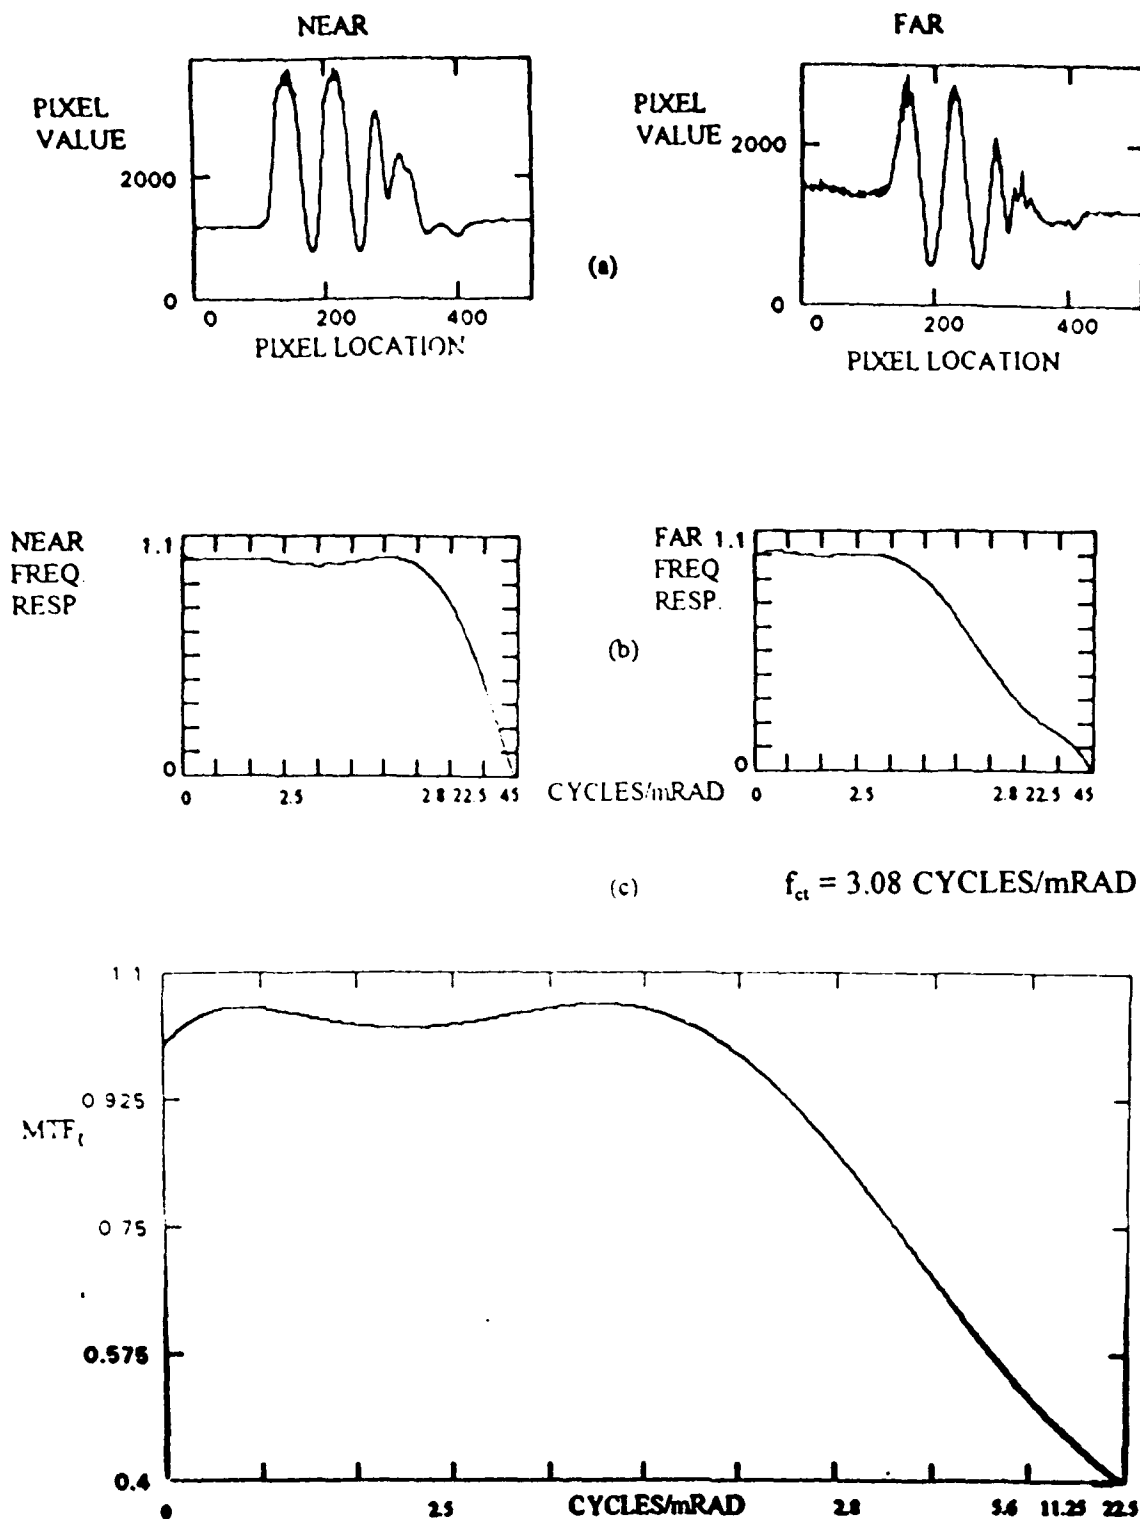 NEAR
FAR
PIXEL
VALUE
2000
0
0 200 400
PIXEL LOCATION
PIXEL
VALUE
2000
0
0 200 400
PIXEL LOCATION
(a)
NEAR
FREQ.
RESP
1.1
0
0 2.5 2.8 22.5 45
CYCLES/mRAD
FAR
FREQ
RESP.
1.1
0
0 2.5 2.8 22.5 45
(b)
(c)
f_ct = 3.08 CYCLES/mRAD
1 1
0 925
MTF_t
0 75
0.575
0.4
0 2.5 CYCLES/mRAD 2.8 5.6 11.25 22.5